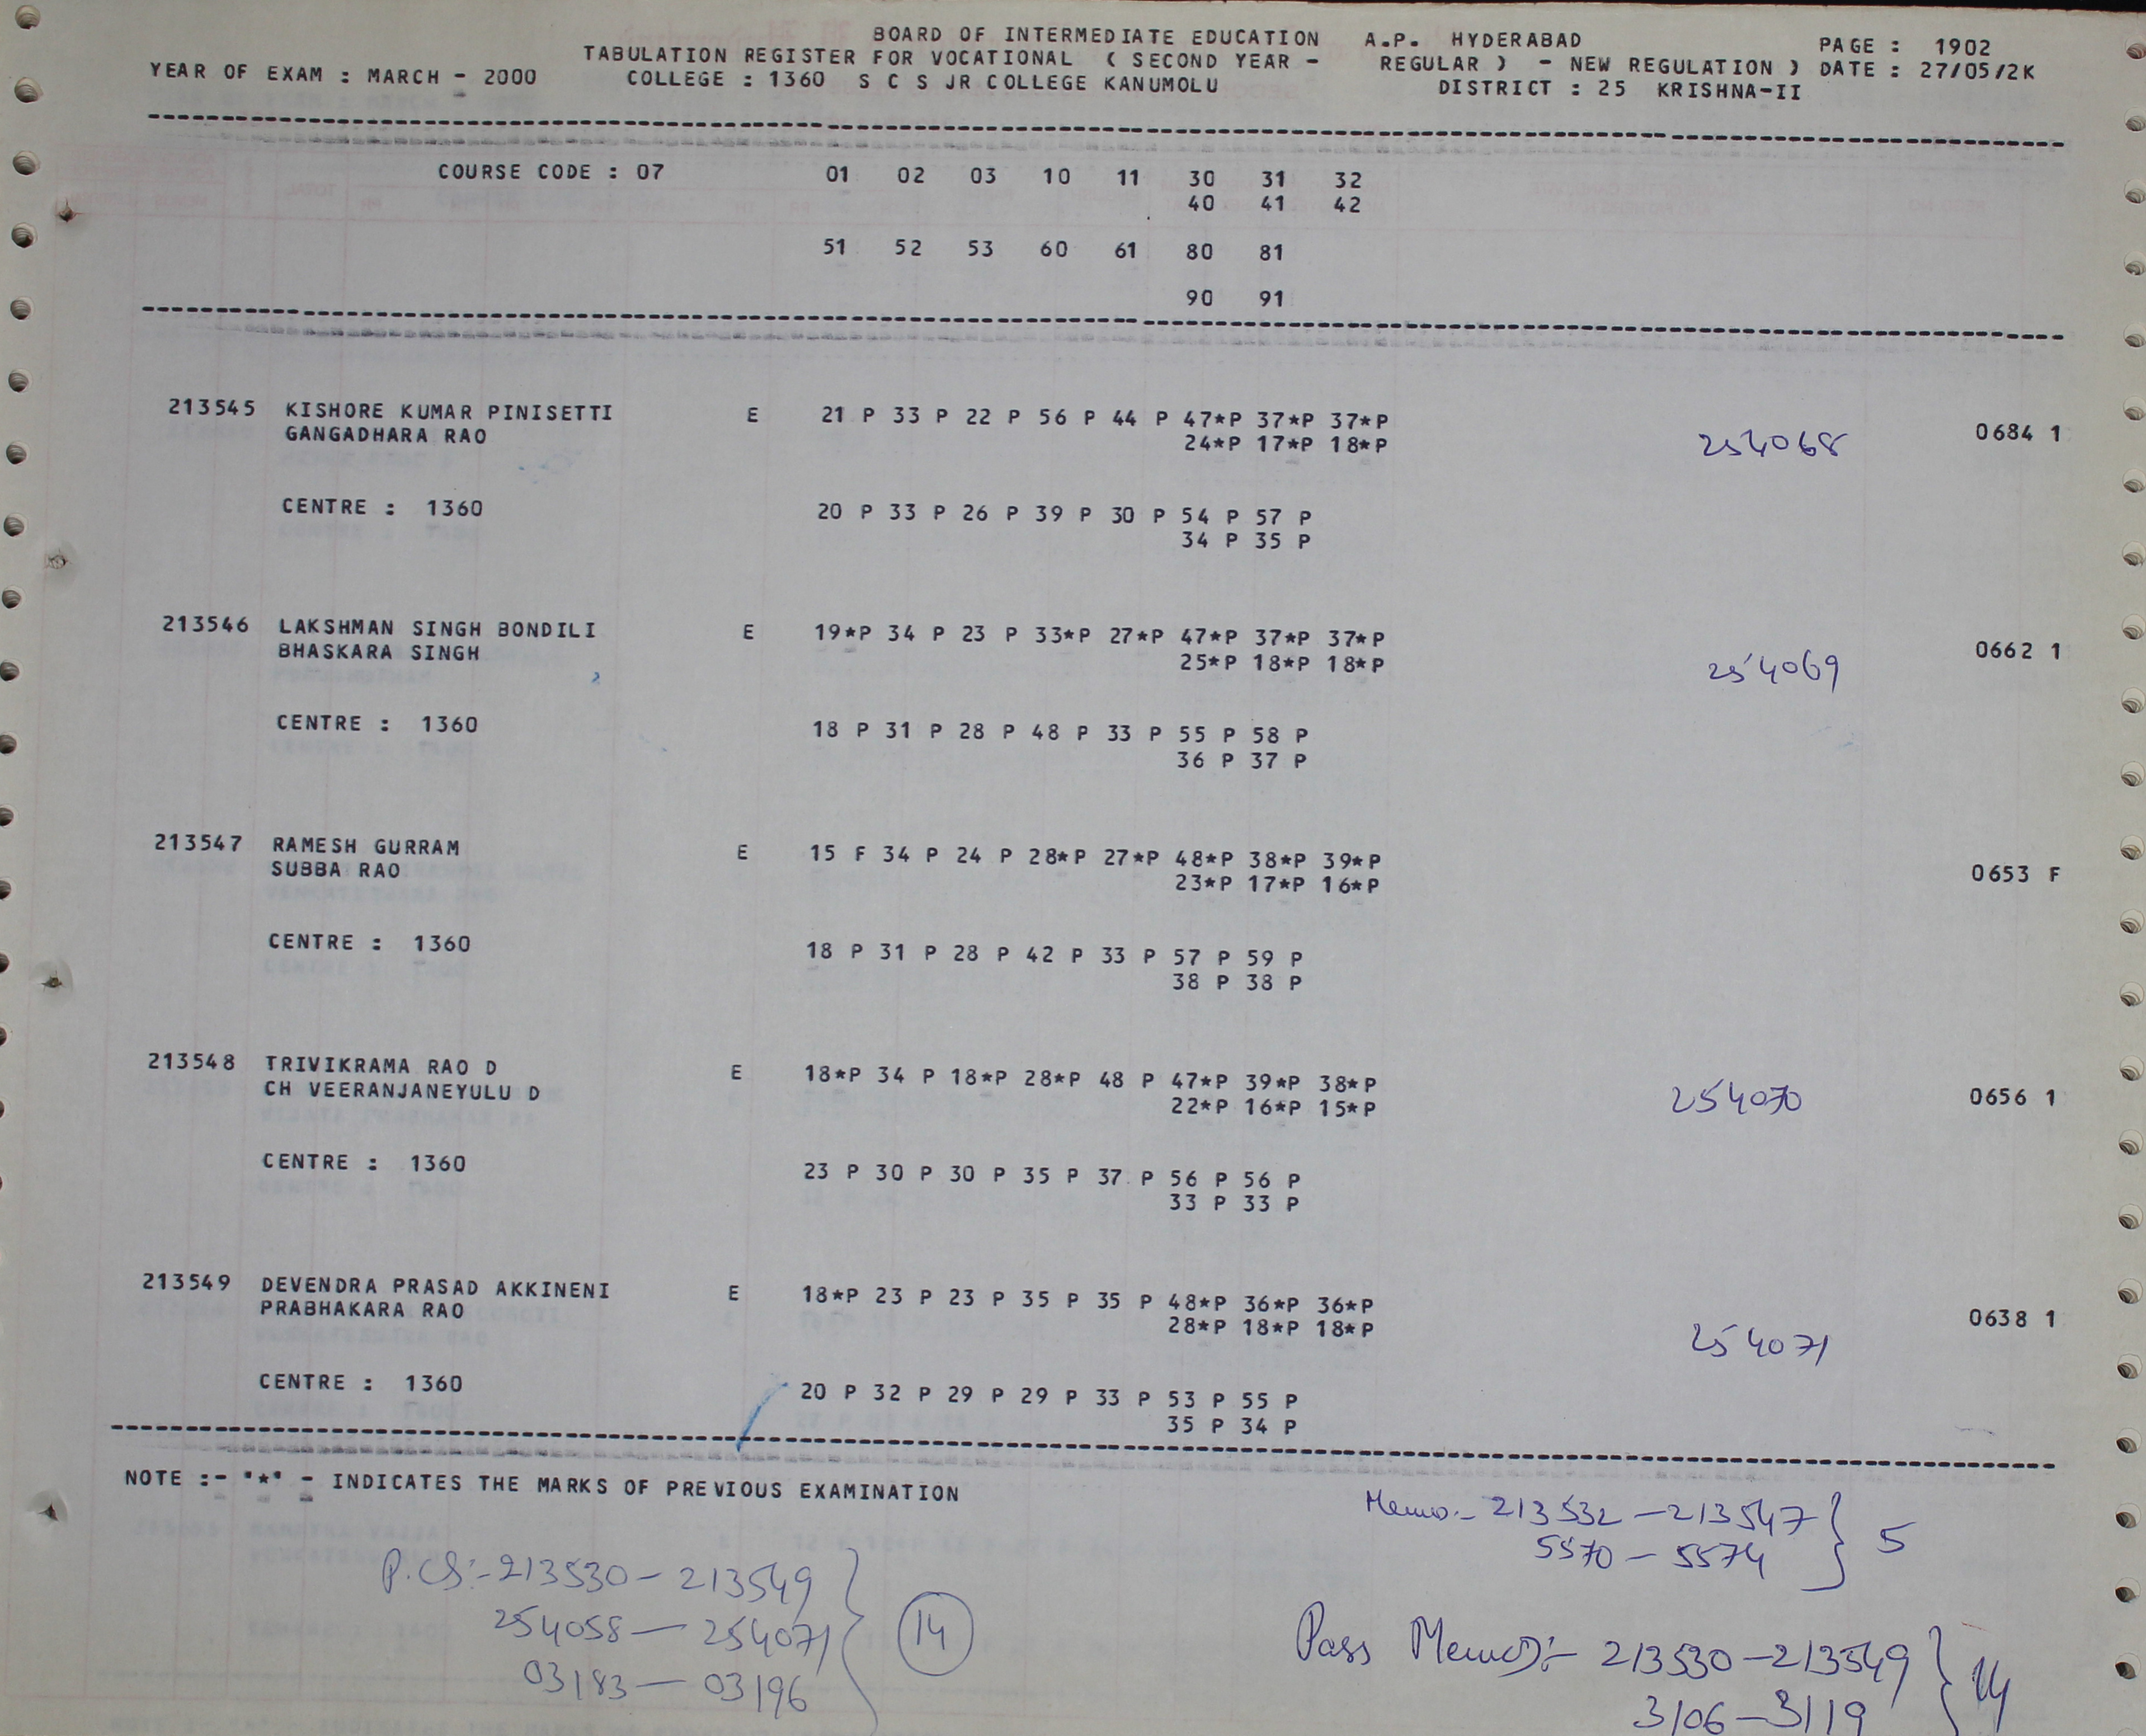 BOARD OF INTERMEDIATE EDUCATION A.P. HYDERABAD PAGE : 1902
TABULATION REGISTER FOR VOCATIONAL ( SECOND YEAR - REGULAR ) - NEW REGULATION ) DATE : 27/05/2K
YEAR OF EXAM : MARCH - 2000 COLLEGE : 1360 S C S JR COLLEGE KANUMOLU DISTRICT : 25 KRISHNA-II
COURSE CODE : 07 01 02 03 10 11 30 31 32
40 41 42
51 52 53 60 61 80 81
90 91
213545 KISHORE KUMAR PINISETTI E 21 P 33 P 22 P 56 P 44 P 47*P 37*P 37*P
GANGADHARA RAO 24*P 17*P 18*P 254068 0684 1
CENTRE : 1360 20 P 33 P 26 P 39 P 30 P 54 P 57 P
34 P 35 P
213546 LAKSHMAN SINGH BONDILI E 19*P 34 P 23 P 33*P 27*P 47*P 37*P 37*P
BHASKARA SINGH 25*P 18*P 18*P 254069 0662 1
CENTRE : 1360 18 P 31 P 28 P 48 P 33 P 55 P 58 P
36 P 37 P
213547 RAMESH GURRAM E 15 F 34 P 24 P 28*P 27*P 48*P 38*P 39*P
SUBBA RAO 23*P 17*P 16*P 0653 F
CENTRE : 1360 18 P 31 P 28 P 42 P 33 P 57 P 59 P
38 P 38 P
213548 TRIVIKRAMA RAO D E 18*P 34 P 18*P 28*P 48 P 47*P 39*P 38*P
CH VEERANJANEYULU D 22*P 16*P 15*P 254070 0656 1
CENTRE : 1360 23 P 30 P 30 P 35 P 37 P 56 P 56 P
33 P 33 P
213549 DEVENDRA PRASAD AKKINENI E 18*P 23 P 23 P 35 P 35 P 48*P 36*P 36*P
PRABHAKARA RAO 28*P 18*P 18*P 254071 0638 1
CENTRE : 1360 20 P 32 P 29 P 29 P 33 P 53 P 55 P
35 P 34 P
NOTE :- "*" - INDICATES THE MARKS OF PREVIOUS EXAMINATION
Memo:- 213532 - 213547 } 5
5570 - 5574
P.CS:- 213530 - 213549
254058 - 254071 } 14
03183 - 03196
Pass Memo):- 213530 - 213549 } 14
3106 - 3119